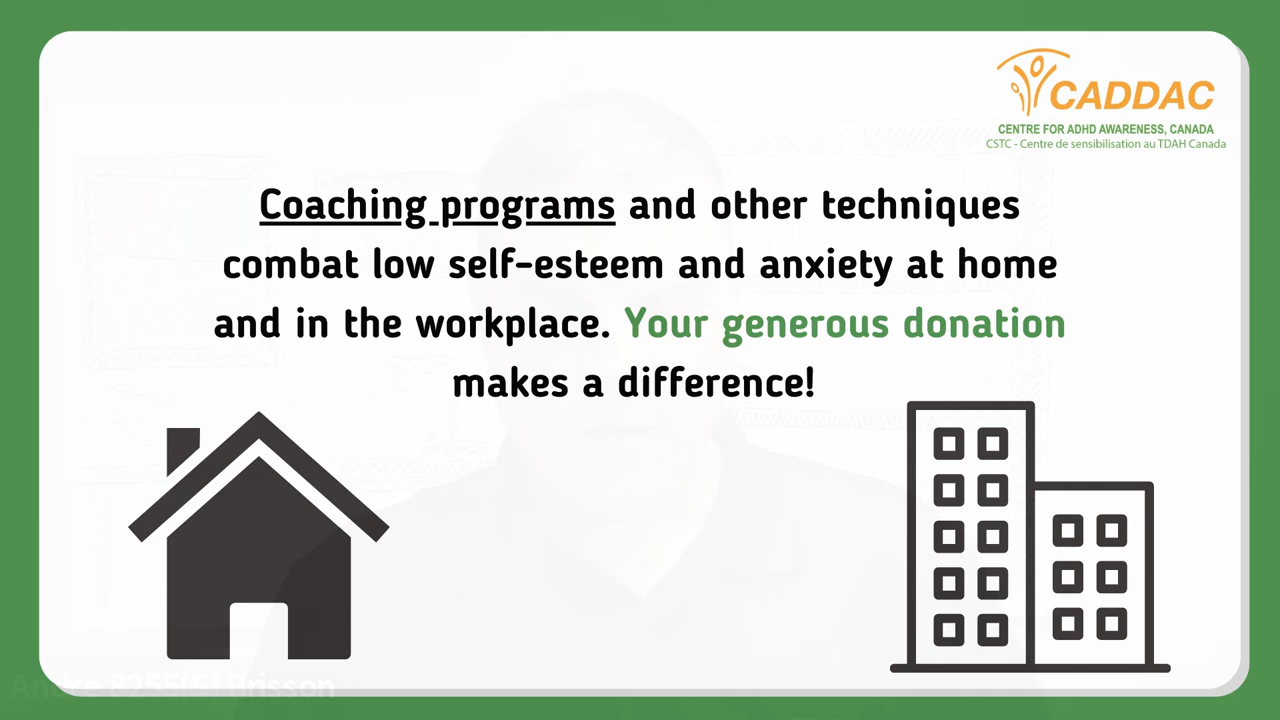 CADDAC
CENTRE FOR ADHD AWARENESS, CANADA
CSTC - Centre de sensibilisation au TDAH Canada
Coaching programs and other techniques
combat low self-esteem and anxiety at home
and in the workplace. Your generous donation
makes a difference!
Brisson